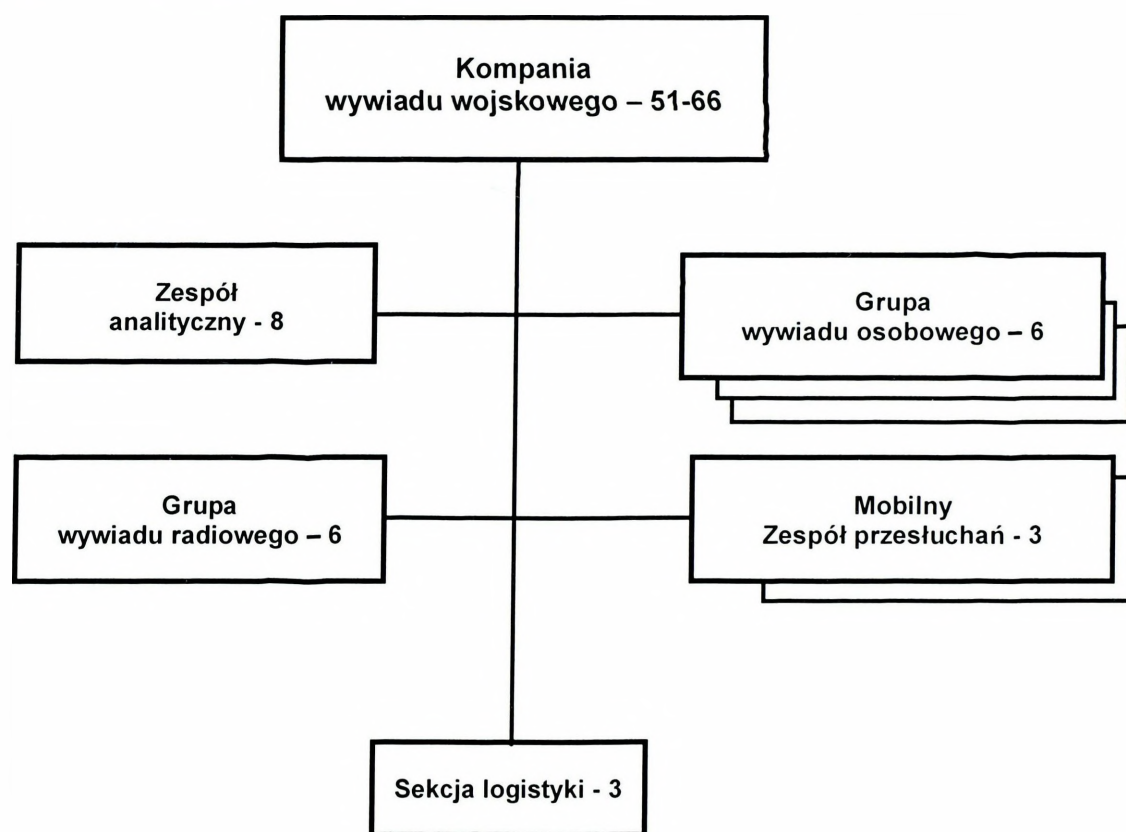 Kompania
wywiadu wojskowego – 51-66
Zespół
analityczny - 8
Grupa
wywiadu osobowego – 6
Grupa
wywiadu radiowego – 6
Mobilny
Zespół przesłuchań - 3
Sekcja logistyki - 3